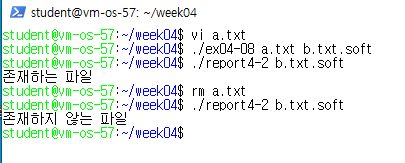 student@vm-os-57: ~/week04
student@vm-os-57:~/week04$ vi a.txt
student@vm-os-57:~/week04$ ./ex04-08 a.txt b.txt.soft
student@vm-os-57:~/week04$ ./report4-2 b.txt.soft
존재하는 파일
student@vm-os-57:~/week04$ rm a.txt
student@vm-os-57:~/week04$ ./report4-2 b.txt.soft
존재하지 않는 파일
student@vm-os-57:~/week04$